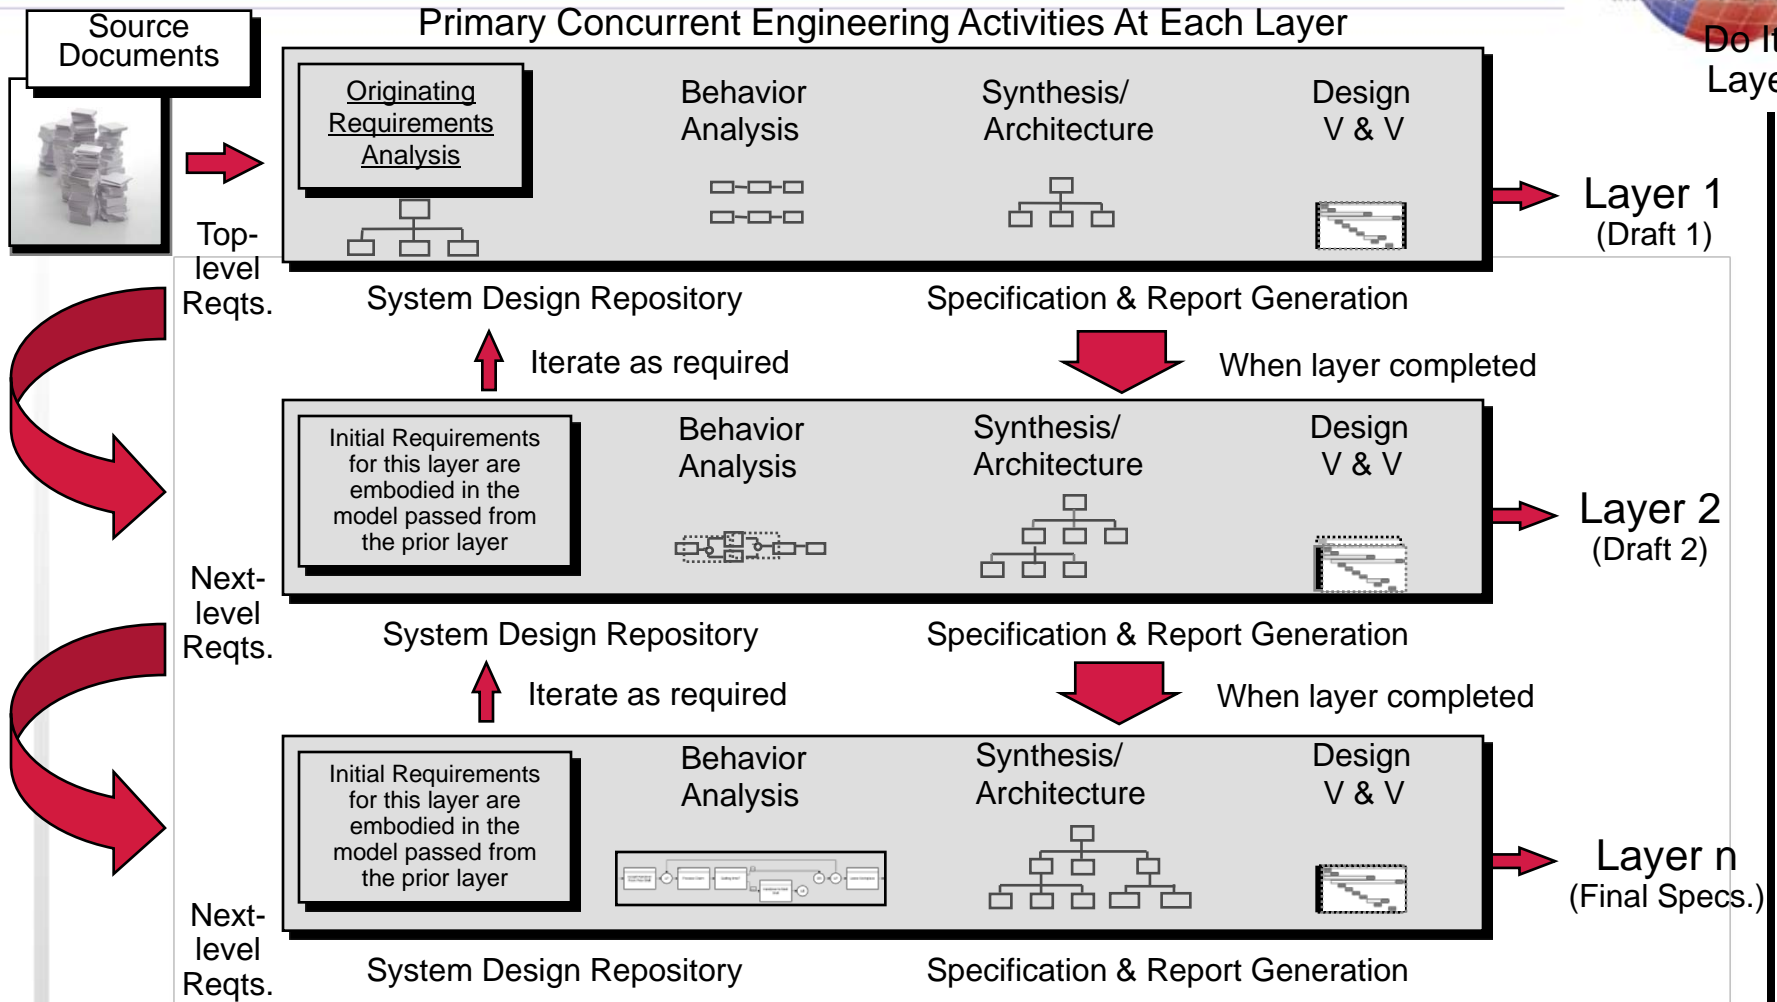 Primary Concurrent Engineering Activities At Each Layer
Source
Documents
Do It
Laye
Originating
Requirements
Analysis
Behavior
Analysis
Synthesis/
Architecture
Design
V & V
Layer 1
(Draft 1)
Top-
level
Reqts.
System Design Repository
Specification & Report Generation
Iterate as required
When layer completed
Initial Requirements
for this layer are
embodied in the
model passed from
the prior layer
Behavior
Analysis
Synthesis/
Architecture
Design
V & V
Layer 2
(Draft 2)
Next-
level
Reqts.
System Design Repository
Specification & Report Generation
Iterate as required
When layer completed
Initial Requirements
for this layer are
embodied in the
model passed from
the prior layer
Behavior
Analysis
Synthesis/
Architecture
Design
V & V
Layer n
(Final Specs.)
Next-
level
Reqts.
System Design Repository
Specification & Report Generation